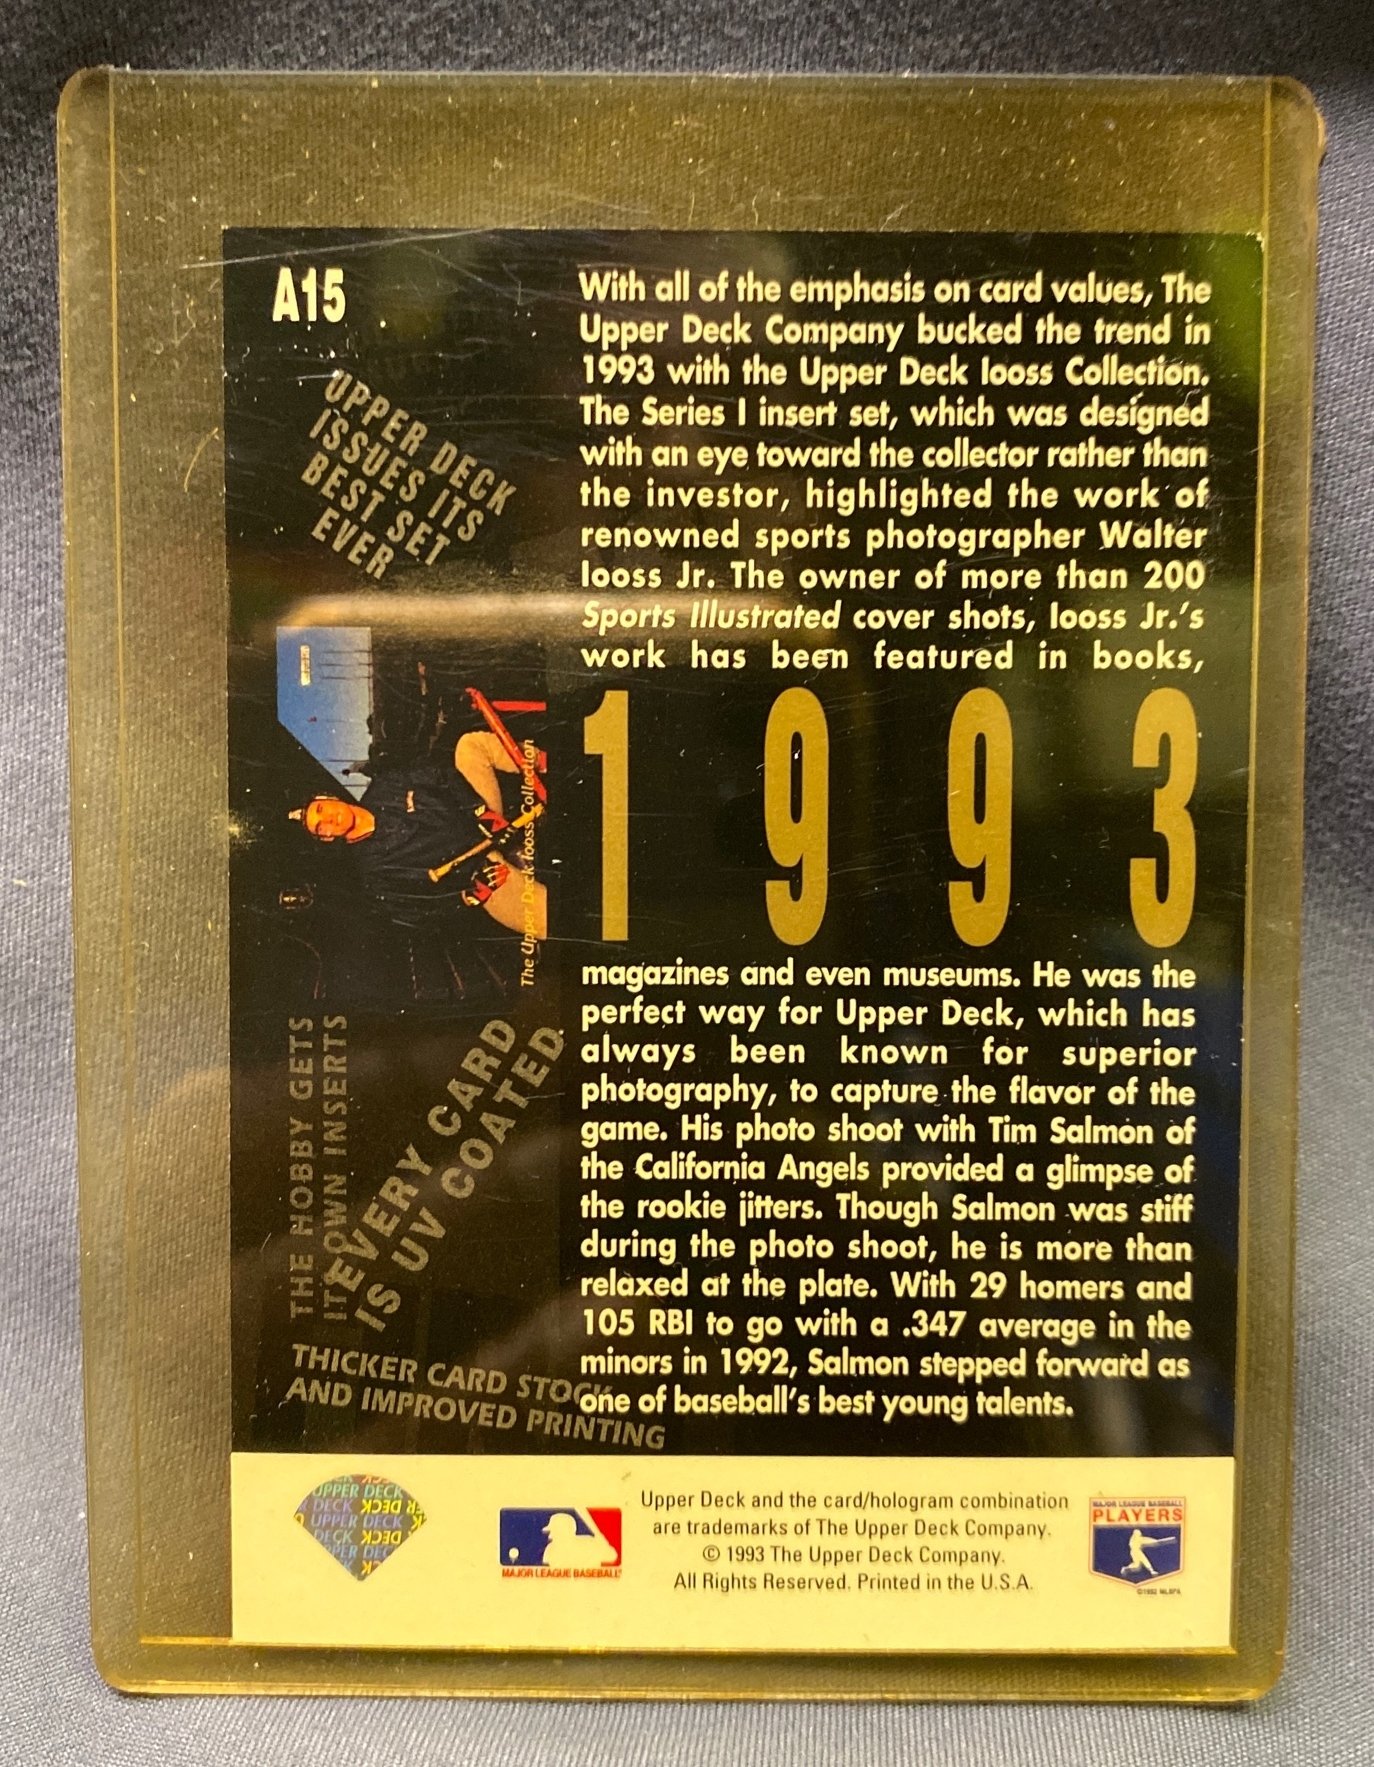 A15
UPPER DECK
ISSUES ITS
BEST SET
EVER
The Upper Deck Iooss Collection
THE HOBBY GETS
ITS OWN INSERTS
EVERY CARD
IS UV COATED
THICKER CARD STOCK
AND IMPROVED PRINTING
With all of the emphasis on card values, The
Upper Deck Company bucked the trend in
1993 with the Upper Deck Iooss Collection.
The Series I insert set, which was designed
with an eye toward the collector rather than
the investor, highlighted the work of
renowned sports photographer Walter
Iooss Jr. The owner of more than 200
Sports Illustrated cover shots, Iooss Jr.'s
work has been featured in books,
1993
magazines and even museums. He was the
perfect way for Upper Deck, which has
always been known for superior
photography, to capture the flavor of the
game. His photo shoot with Tim Salmon of
the California Angels provided a glimpse of
the rookie jitters. Though Salmon was stiff
during the photo shoot, he is more than
relaxed at the plate. With 29 homers and
105 RBI to go with a .347 average in the
minors in 1992, Salmon stepped forward as
one of baseball's best young talents.
UPPER DECK
DECK
UPPER DECK
DECK
MAJOR LEAGUE BASEBALL
Upper Deck and the card/hologram combination
are trademarks of The Upper Deck Company.
© 1993 The Upper Deck Company.
All Rights Reserved. Printed in the U.S.A.
MAJOR LEAGUE BASEBALL
PLAYERS
©1992 MLBPA